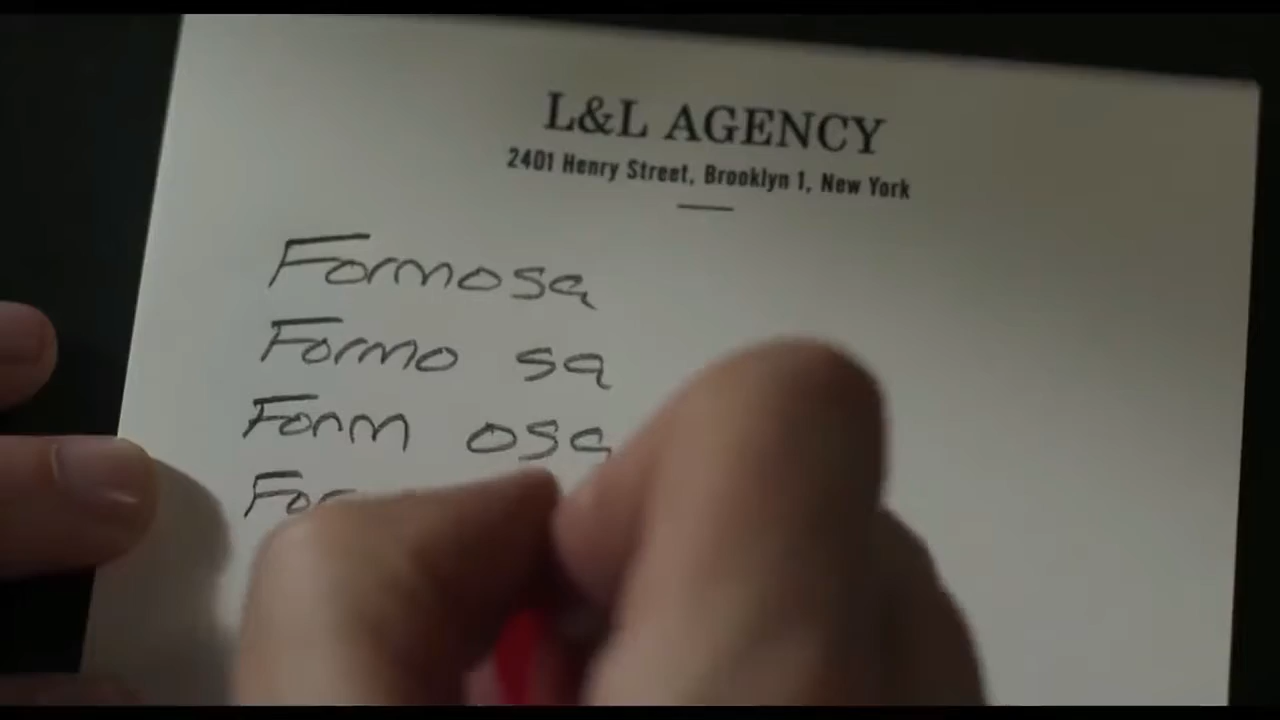 L&L AGENCY
2401 Henry Street, Brooklyn 1, New York
Formosa
Formo sa
Form osa